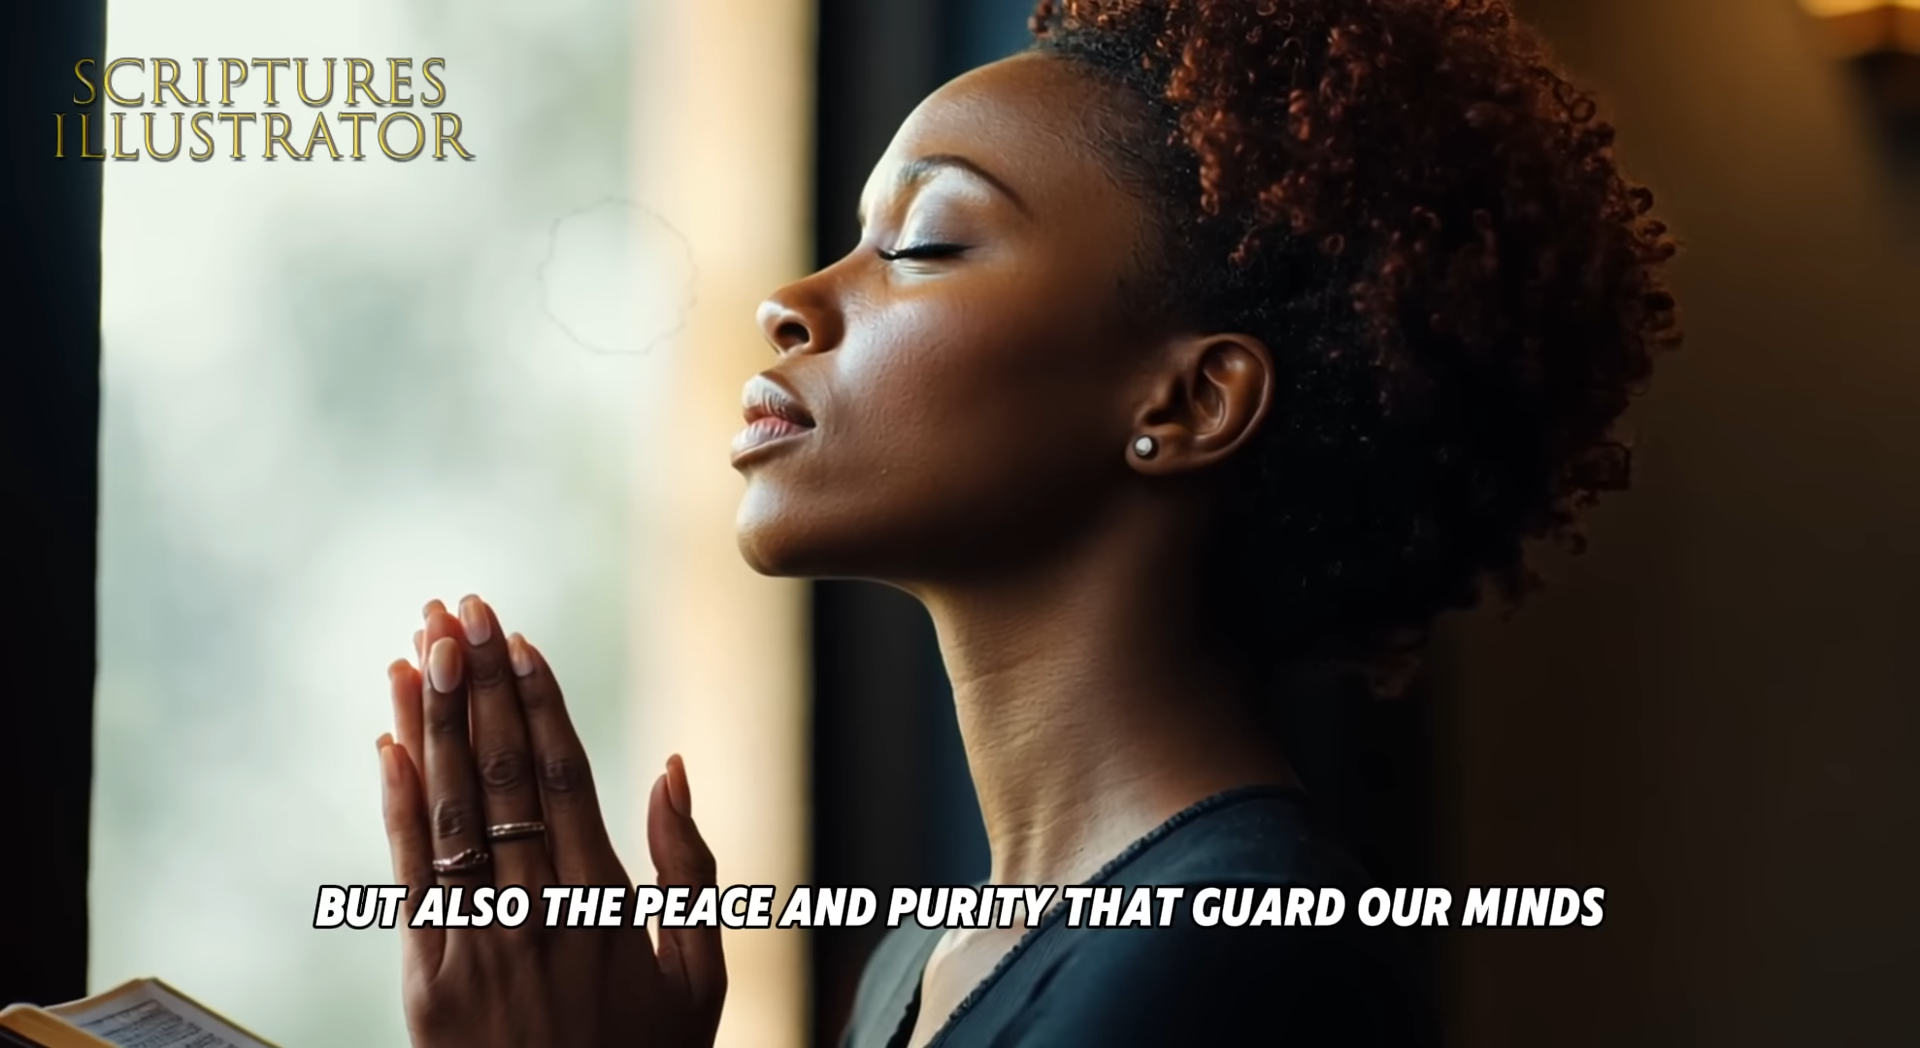 SCRIPTURES
ILLUSTRATOR
BUT ALSO THE PEACE AND PURITY THAT GUARD OUR MINDS